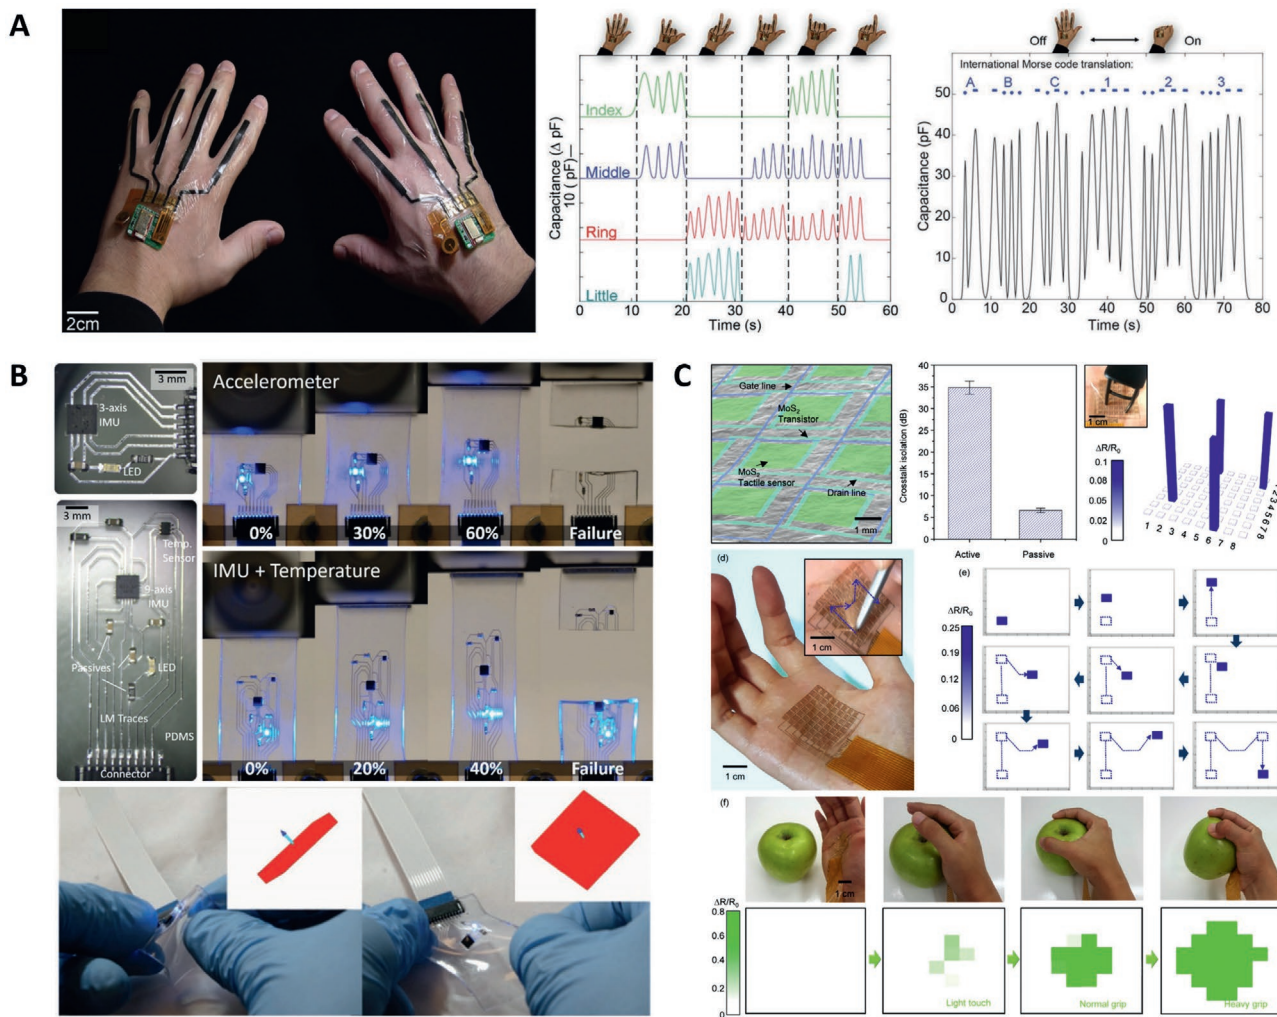 A
2cm
Capacitance (Δ pF)
10 ( pF)
Index
Middle
Ring
Little
0 10 20 30 40 50 60
Time (s)
Off On
International Morse code translation:
A B C 1 2 3
Capacitance (pF)
50
40
30
20
10
0
0 10 20 30 40 50 60 70 80
Time (s)
B
3 mm
3-axis
IMU
LED
Accelerometer
0% 30% 60% Failure
3 mm
Temp.
Sensor
9-axis
IMU
Passives
LED
LM Traces
PDMS
Connector
IMU + Temperature
0% 20% 40% Failure
C
Gate line
MoS₂
Transistor
MoS₂
Tactile sensor
Drain line
1 mm
Crosstalk isolation (dB)
40
35
30
25
20
15
10
5
0
Active Passive
1 cm
ΔR/R₀
0.1
0.06
0.04
0.02
0
1 2 3 4 5 6 7 8
1 2 3 4 5 6 7 8
(d)
1 cm
1 cm
(e)
ΔR/R₀
0.25
0.19
0.12
0.06
0
(f)
1 cm
ΔR/R₀
0.8
0.6
0.4
0.2
0
Light touch
Normal grip
Heavy grip